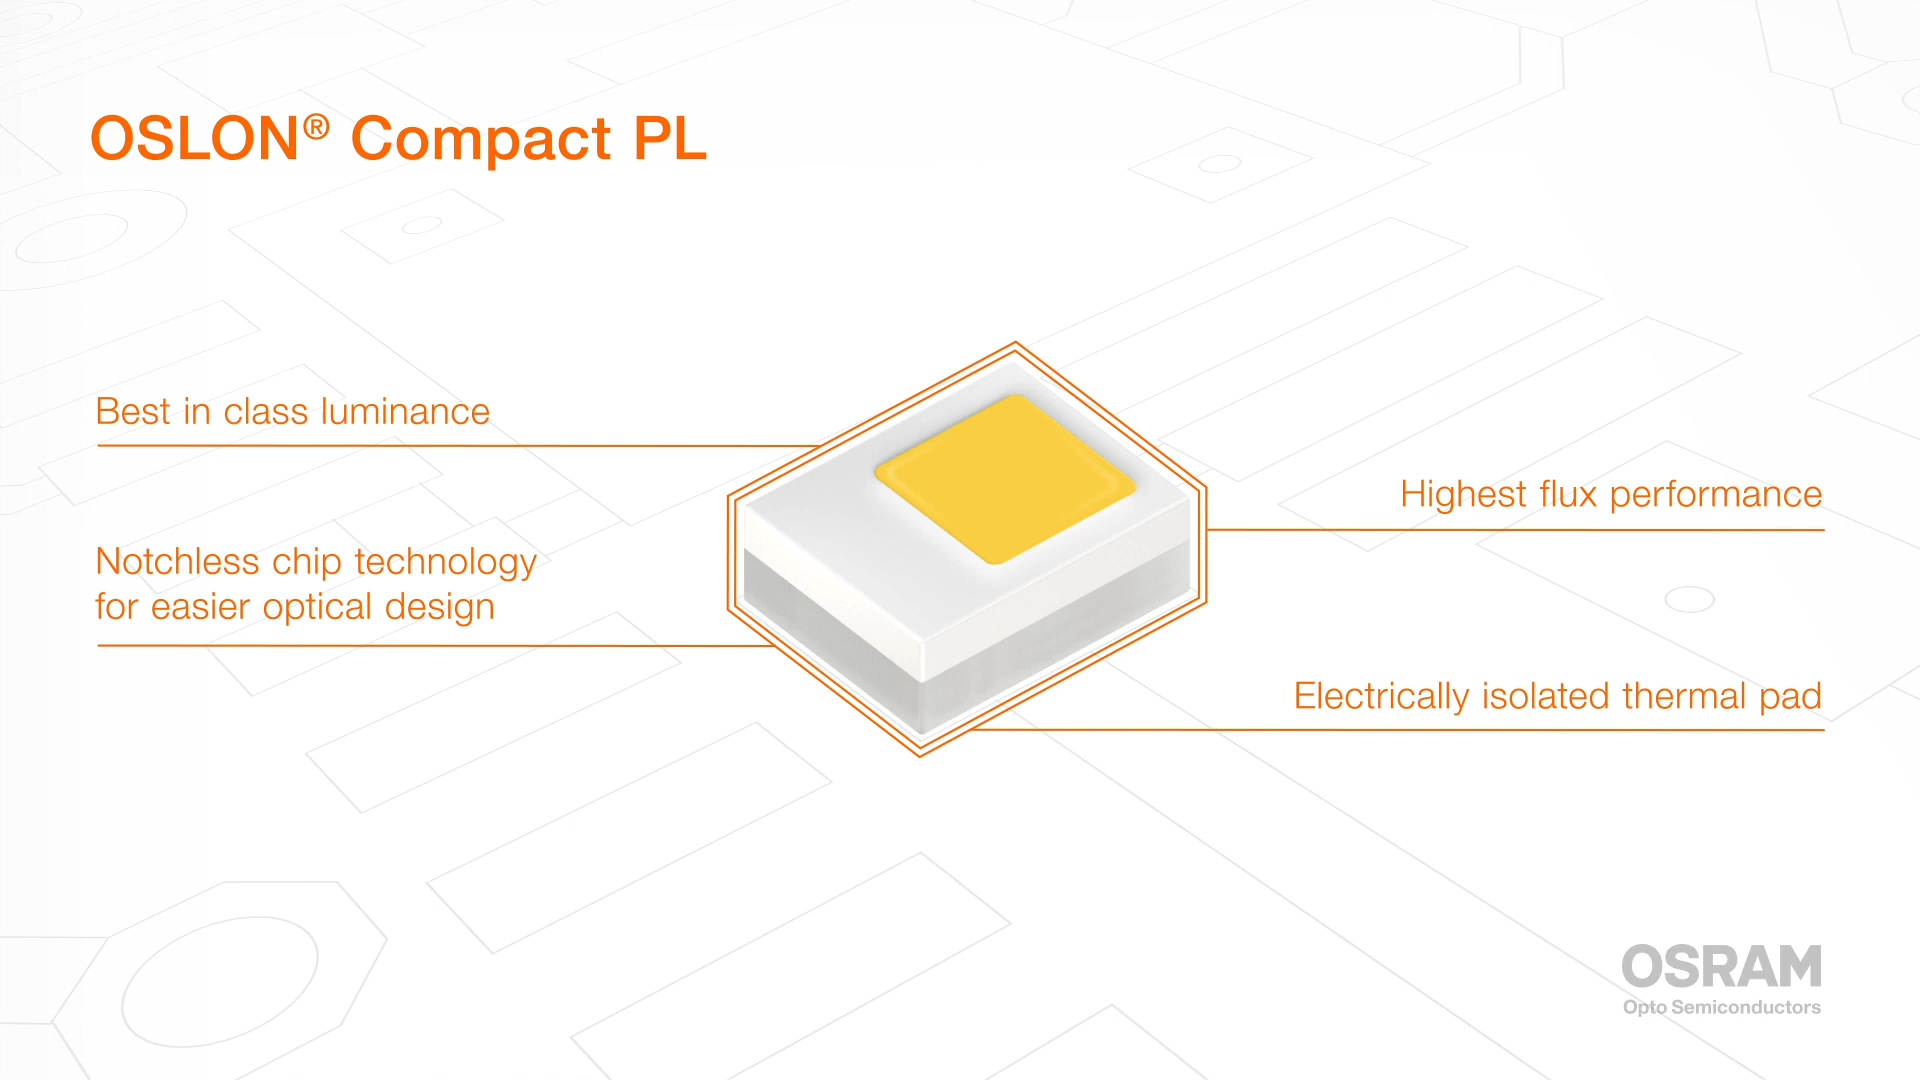 OSLON® Compact PL
Best in class luminance
Notchless chip technology
for easier optical design
Highest flux performance
Electrically isolated thermal pad
OSRAM
Opto Semiconductors